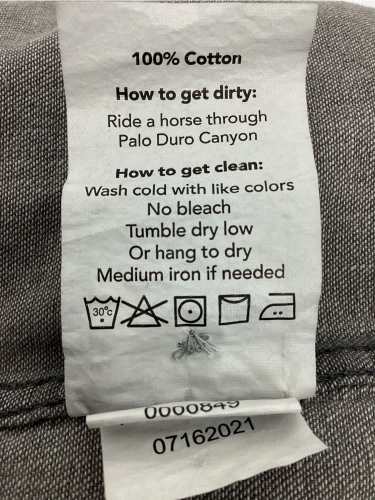 100% Cotton
How to get dirty:
Ride a horse through
Palo Duro Canyon
How to get clean:
Wash cold with like colors
No bleach
Tumble dry low
Or hang to dry
Medium iron if needed
30°c
0000849
07162021